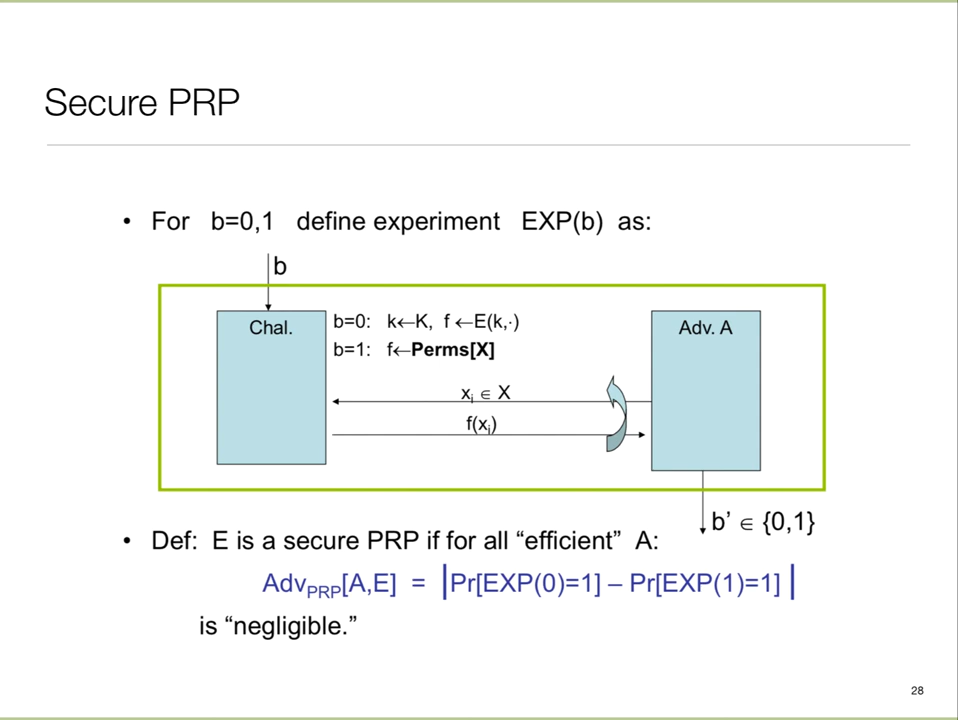 Secure PRP
• For b=0,1 define experiment EXP(b) as:
b
Chal.
b=0: k←K, f ←E(k,·)
b=1: f←Perms[X]
Adv. A
xᵢ ∈ X
f(xᵢ)
b’ ∈ {0,1}
• Def: E is a secure PRP if for all “efficient” A:
Adv_PRP[A,E] = |Pr[EXP(0)=1] – Pr[EXP(1)=1] |
is “negligible.”
28